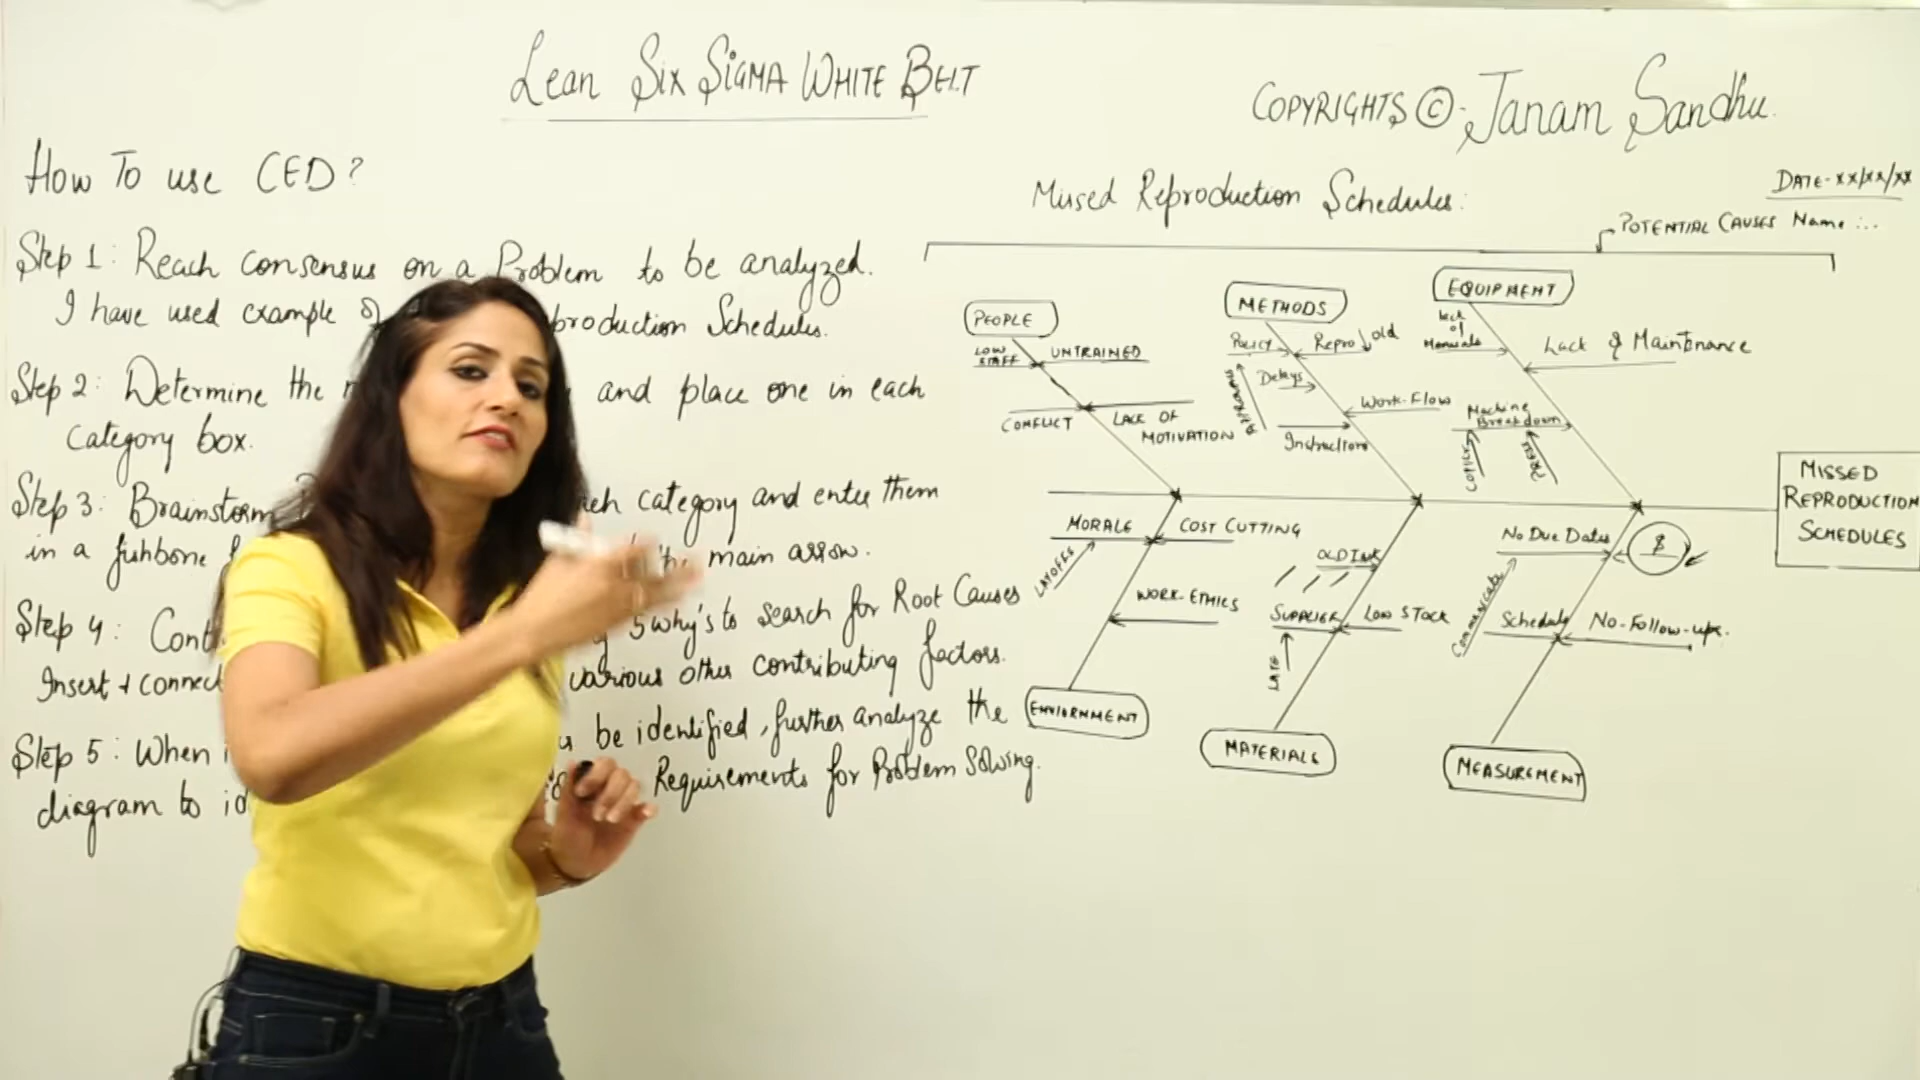 Lean Six Sigma White Belt
COPYRIGHTS © - Janam Sandhu.
How To use CED?
Step 1: Reach consensus on a Problem to be analyzed.
I have used example of production Schedules.
Step 2: Determine the and place one in each
Category box.
Step 3: Brainstorm category and enter them
in a fishbone main arrow.
Step 4: 5 why's to search for Root Causes
Insert + connect various other contributing factors.
Step 5: When be identified, further analyze the
diagram to Requirements for Problem Solving.
Missed Reproduction Schedules:
DATE-XX/XX/XX
POTENTIAL CAUSES Name:..
PEOPLE
LOW STAFF
UNTRAINED
CONFLICT
LACK OF
MOTIVATION
METHODS
Policy
Repro
old
Delays
Work-Flow
Instructions
EQUIPMENT
lack
of
Manuals
Lack of Maintenance
Machine
Breakdown
COPIER
PRESS
MISSED
REPRODUCTION
SCHEDULES
MORALE
COST CUTTING
LAYOFFS
WORK-ETHICS
ENVIORNMENT
OLD INK
SUPPLIER
LOW STOCK
LATE
MATERIALS
No Due Dates
$
Communicate
Schedule
No-Follow-ups.
MEASUREMENT